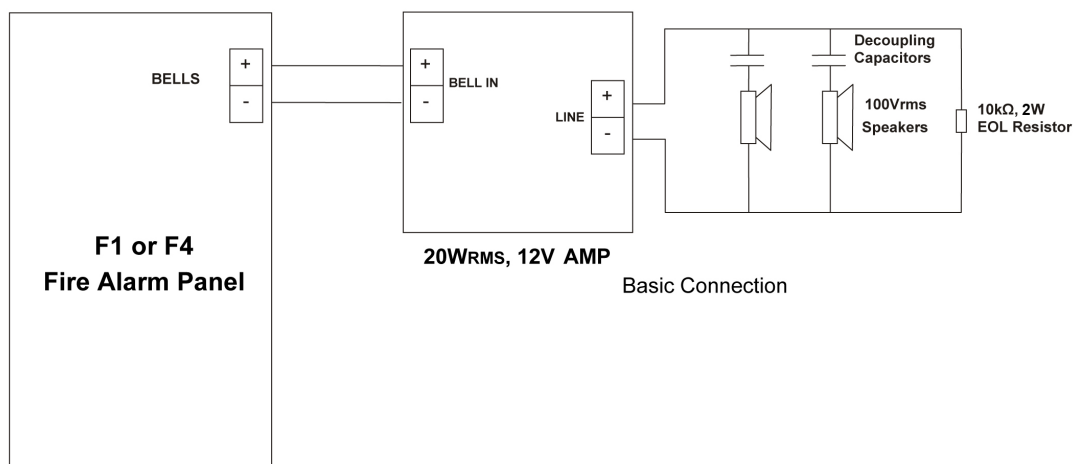 BELLS
+
-
+
-
BELL IN
LINE
+
-
Decoupling
Capacitors
100Vrms
Speakers
10kΩ, 2W
EOL Resistor
F1 or F4
Fire Alarm Panel
20WRMS, 12V AMP
Basic Connection